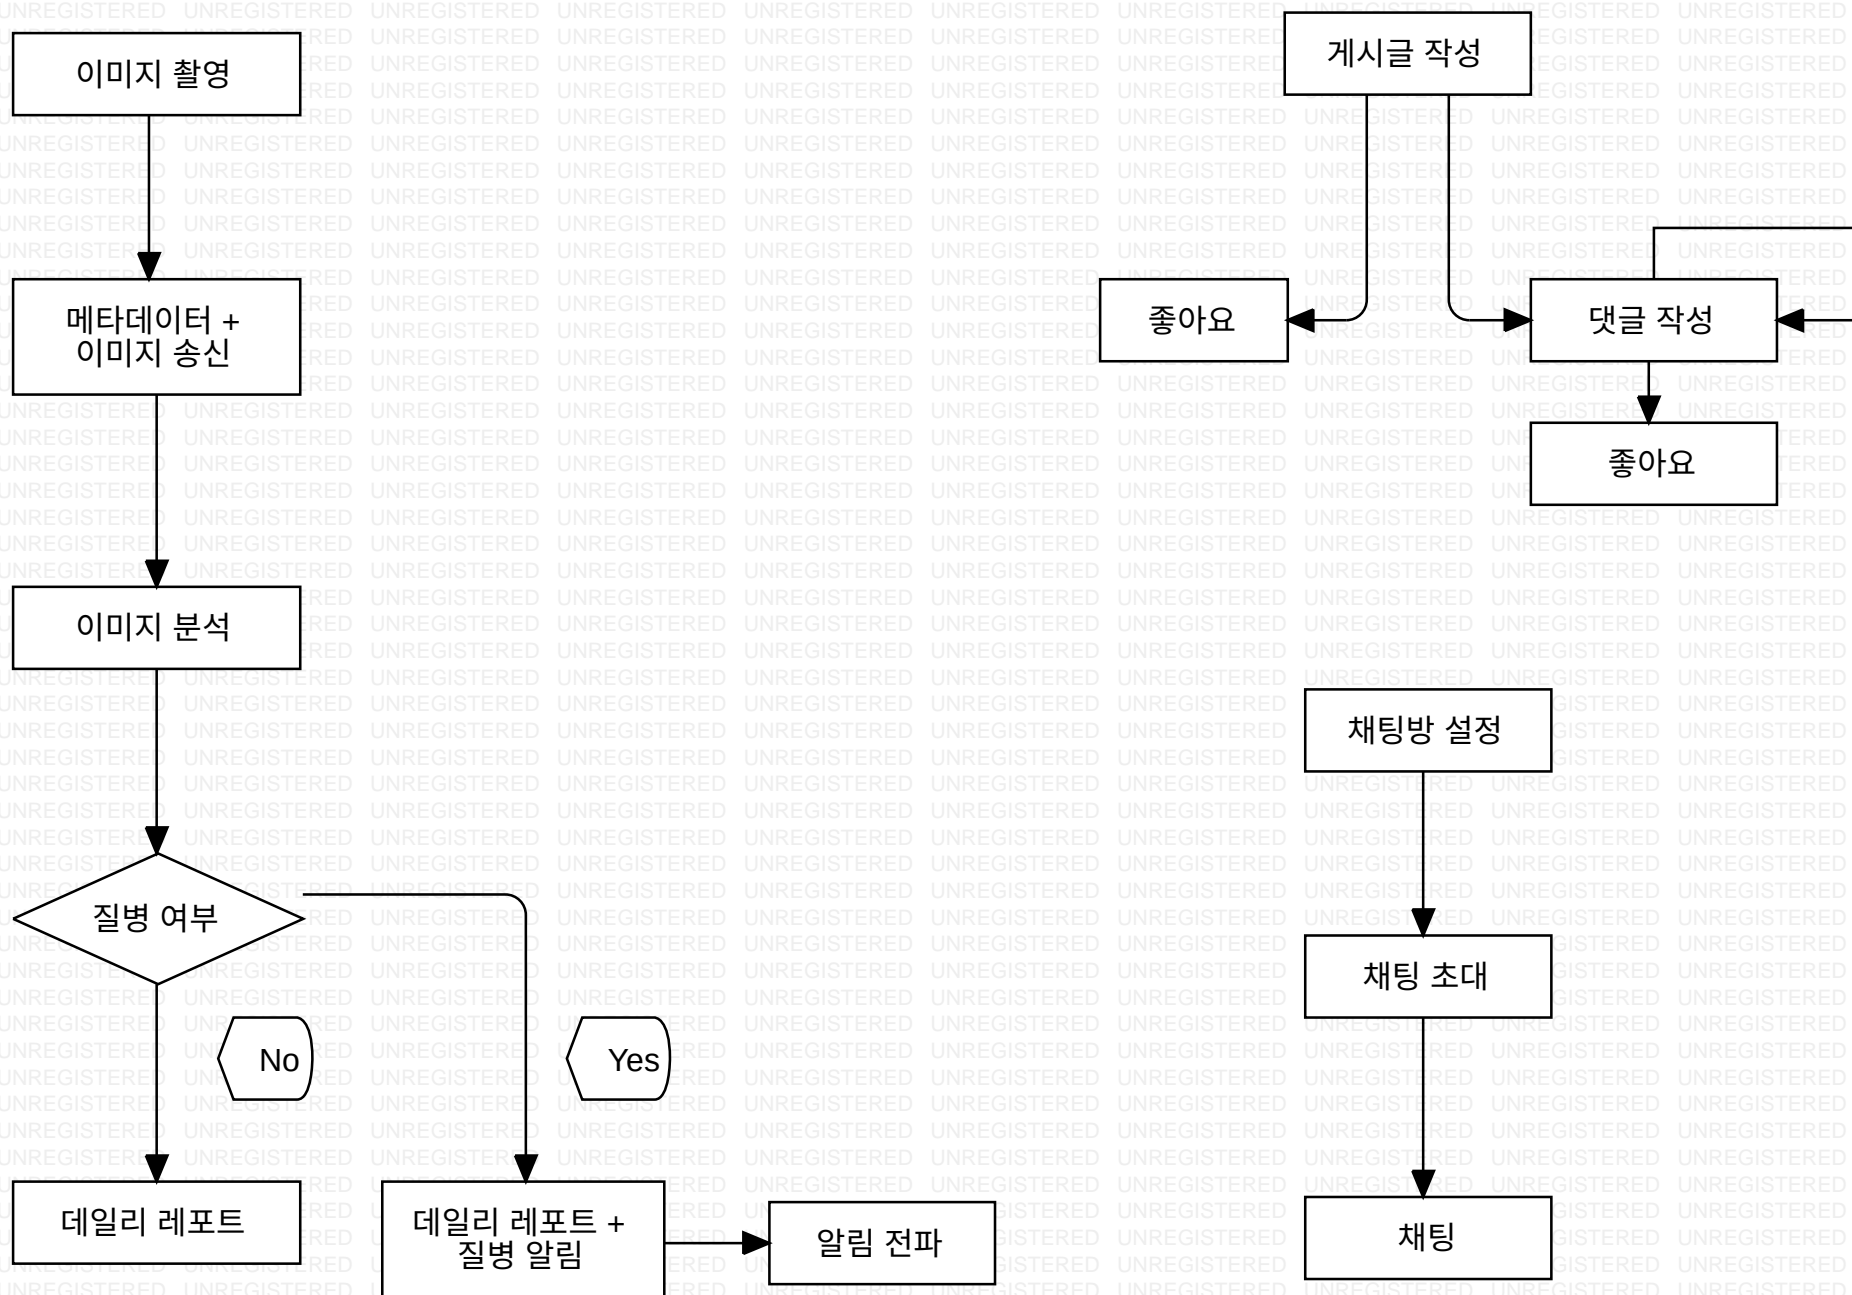 이미지 촬영
메타데이터 +
이미지 송신
이미지 분석
질병 여부
No
Yes
데일리 레포트
데일리 레포트 +
질병 알림
알림 전파
게시글 작성
좋아요
댓글 작성
좋아요
채팅방 설정
채팅 초대
채팅
UNREGISTERED